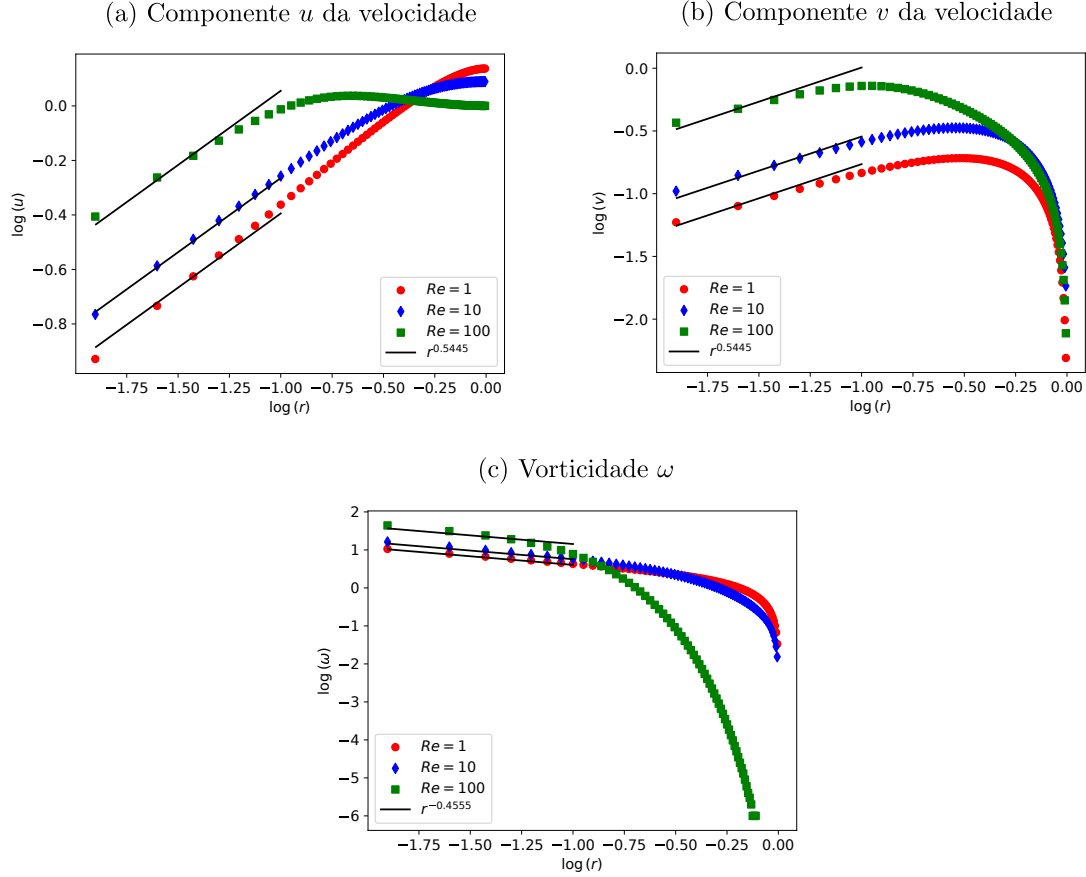 (a) Componente u da velocidade
0.0
−0.2
−0.4
−0.6
−0.8
log (u)
Re = 1
Re = 10
Re = 100
r^0.5445
−1.75 −1.50 −1.25 −1.00 −0.75 −0.50 −0.25 0.00
log (r)
(b) Componente v da velocidade
0.0
−0.5
−1.0
−1.5
−2.0
log (v)
Re = 1
Re = 10
Re = 100
r^0.5445
−1.75 −1.50 −1.25 −1.00 −0.75 −0.50 −0.25 0.00
log (r)
(c) Vorticidade ω
2
1
0
−1
−2
−3
−4
−5
−6
log (ω)
Re = 1
Re = 10
Re = 100
r^−0.4555
−1.75 −1.50 −1.25 −1.00 −0.75 −0.50 −0.25 0.00
log (r)